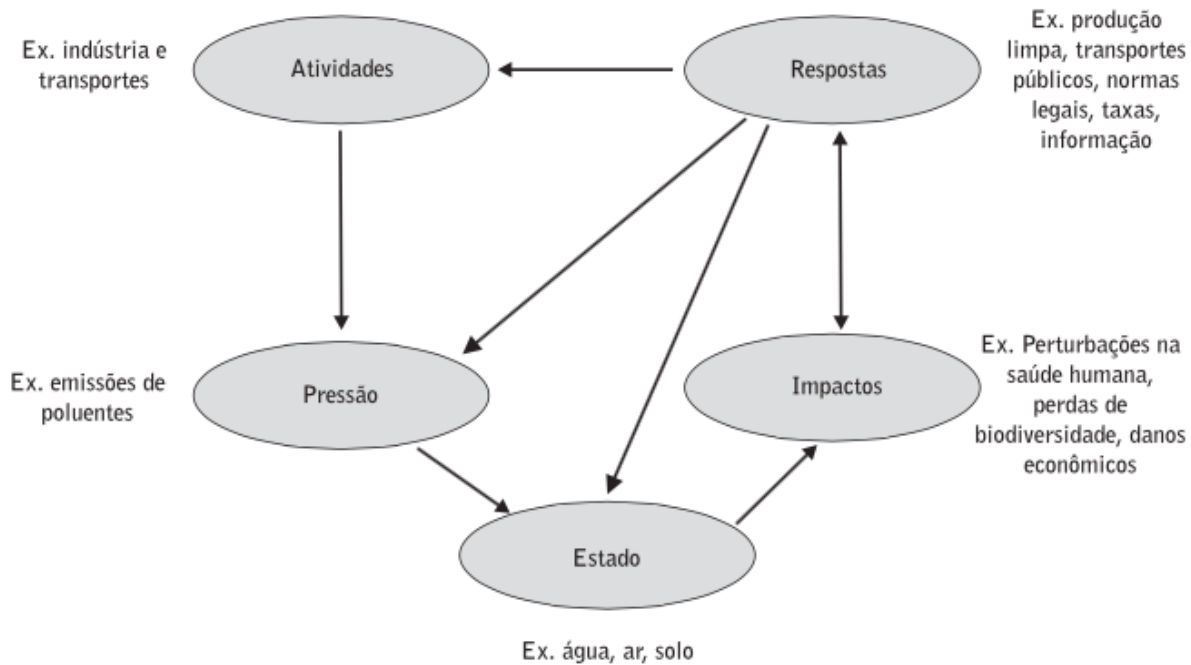 Ex. indústria e
transportes
Atividades
Respostas
Ex. produção
limpa, transportes
públicos, normas
legais, taxas,
informação
Ex. emissões de
poluentes
Pressão
Impactos
Ex. Perturbações na
saúde humana,
perdas de
biodiversidade, danos
econômicos
Estado
Ex. água, ar, solo